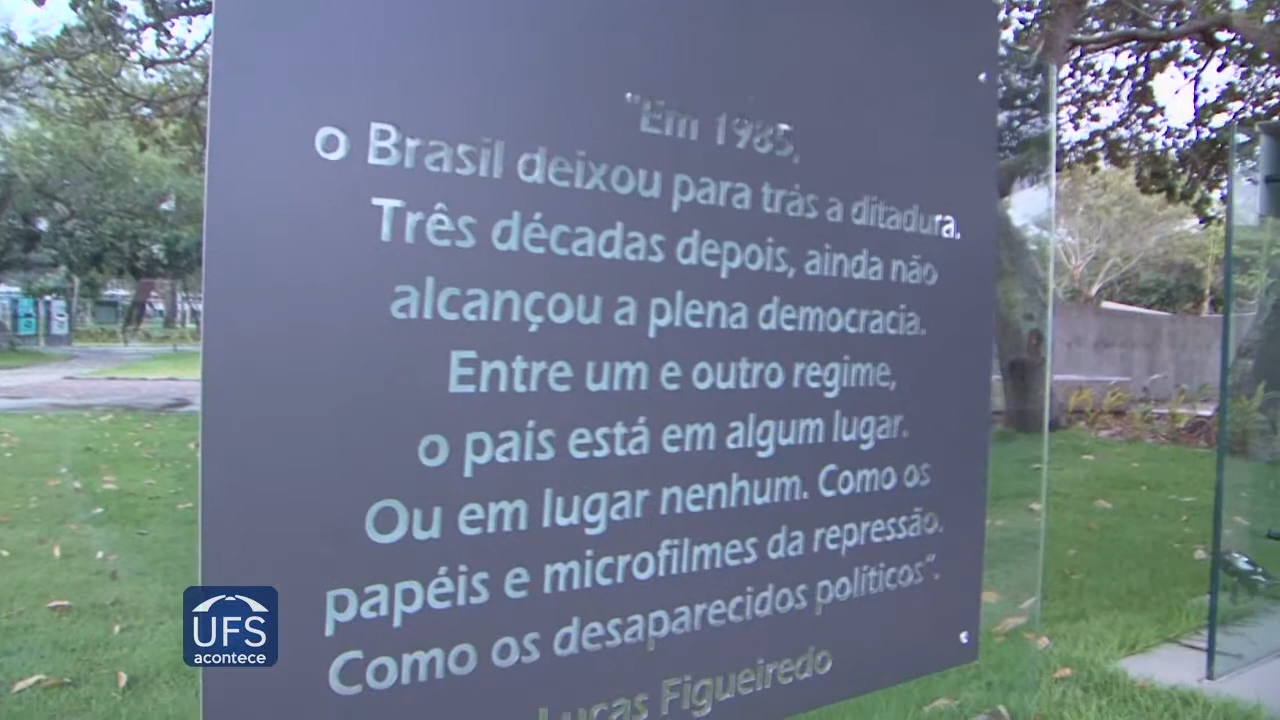 "Em 1985,
o Brasil deixou para trás a ditadura.
Três décadas depois, ainda não
alcançou a plena democracia.
Entre um e outro regime,
o país está em algum lugar.
Ou em lugar nenhum. Como os
papéis e microfilmes da repressão.
Como os desaparecidos políticos".
Lucas Figueiredo
UFS
acontece